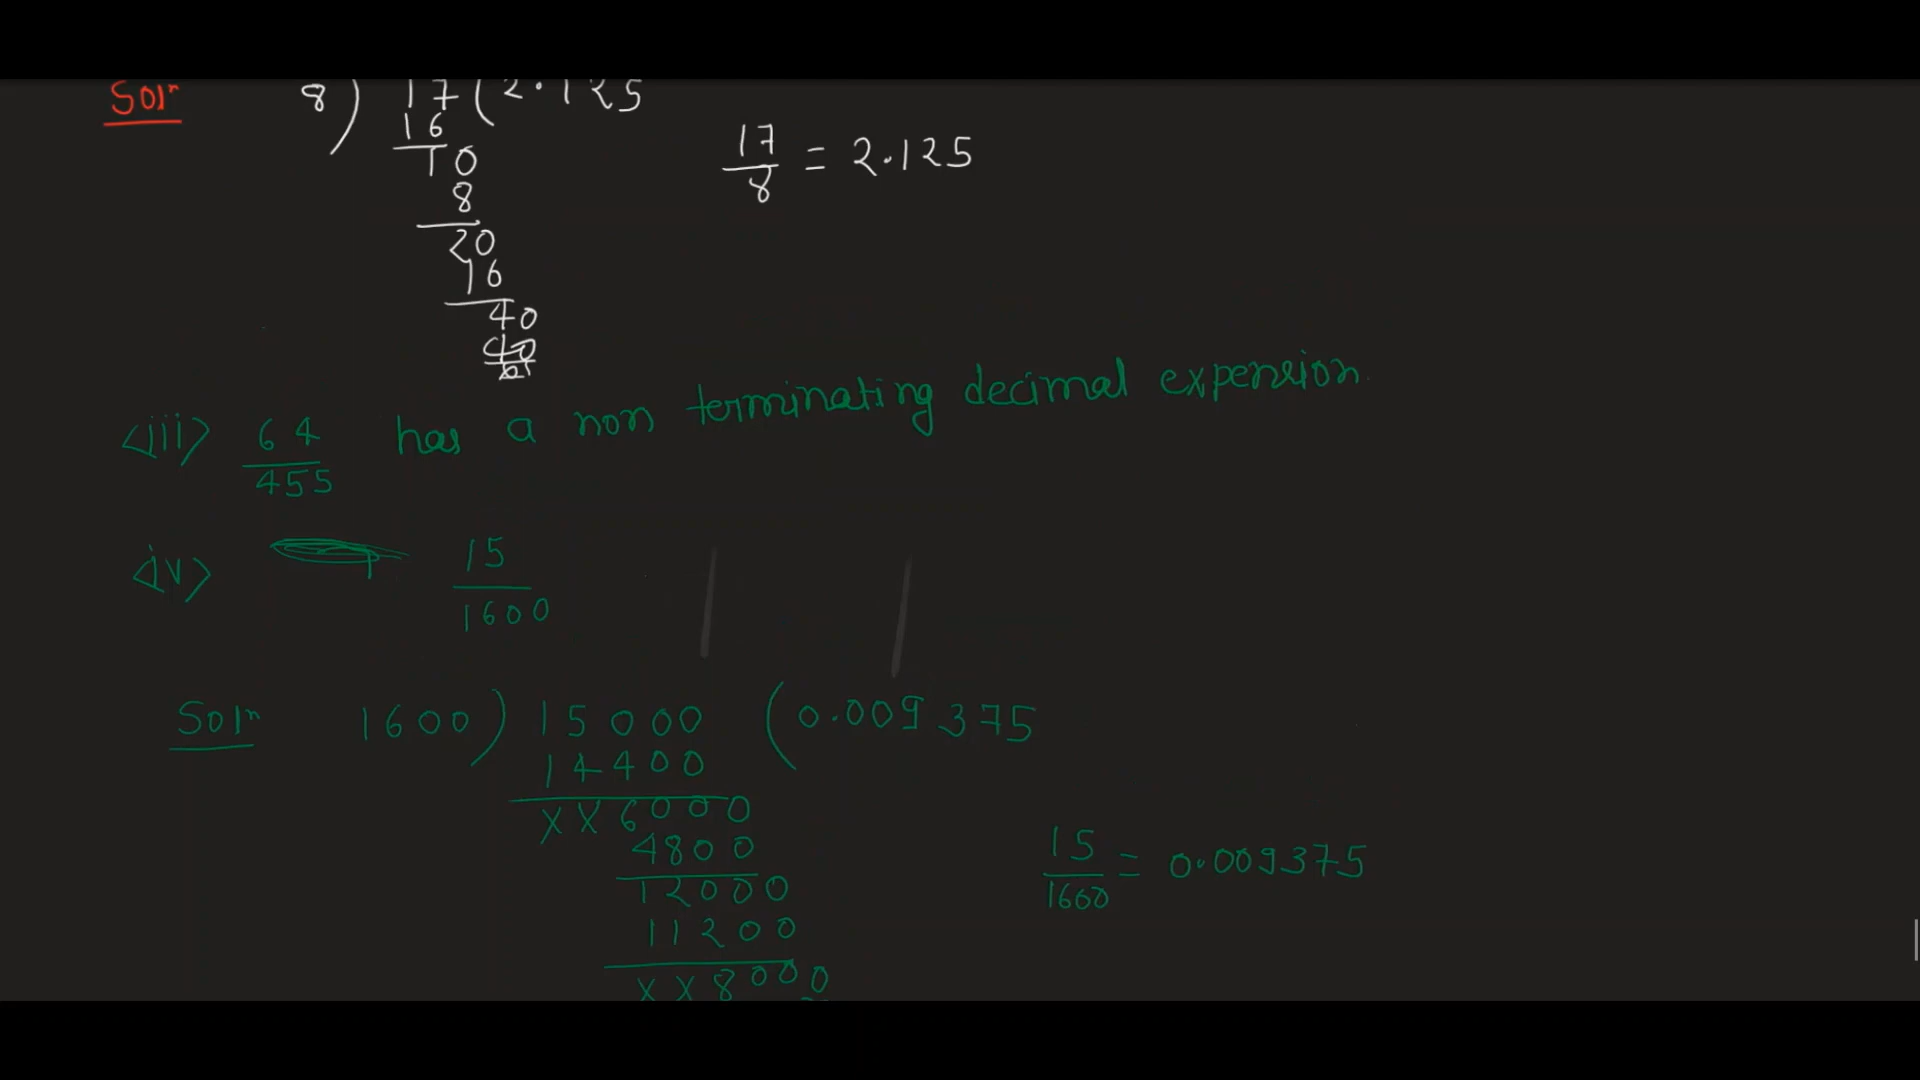 Solⁿ 8) 17(2.125
16
10
8
20
16
40
40
17/8 = 2.125
<iii> 64/455 has a non terminating decimal expension.
<iv> 15/1600
Solⁿ 1600) 15000 (0.009375
14400
XX6000
4800
12000
11200
XX8000
15/1600 = 0.009375